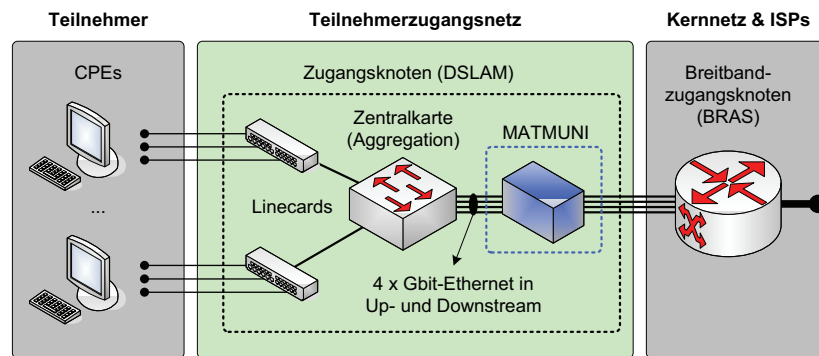 Teilnehmer
Teilnehmerzugangsnetz
Kernnetz & ISPs
CPEs
Zugangsknoten (DSLAM)
Breitband-
zugangsknoten
(BRAS)
Zentralkarte
(Aggregation)
MATMUNI
Linecards
...
4 x Gbit-Ethernet in
Up- und Downstream